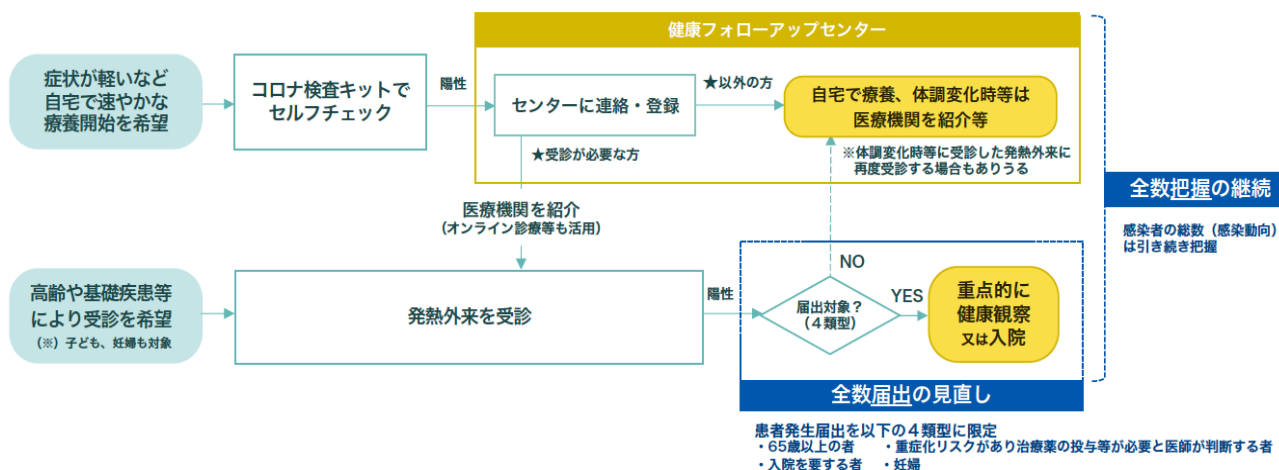 健康フォローアップセンター
症状が軽いなど
自宅で速やかな
療養開始を希望
コロナ検査キットで
セルフチェック
陽性
センターに連絡・登録
★以外の方
自宅で療養、体調変化時等は
医療機関を紹介等
★受診が必要な方
※体調変化時等に受診した発熱外来に
再度受診する場合もありうる
医療機関を紹介
(オンライン診療等も活用)
全数把握の継続
感染者の総数（感染動向）
は引き続き把握
高齢や基礎疾患等
により受診を希望
（※）子ども、妊婦も対象
発熱外来を受診
陽性
届出対象？
（４類型）
NO
YES
重点的に
健康観察
又は入院
全数届出の見直し
患者発生届出を以下の４類型に限定
・65歳以上の者 ・重症化リスクがあり治療薬の投与等が必要と医師が判断する者
・入院を要する者 ・妊婦